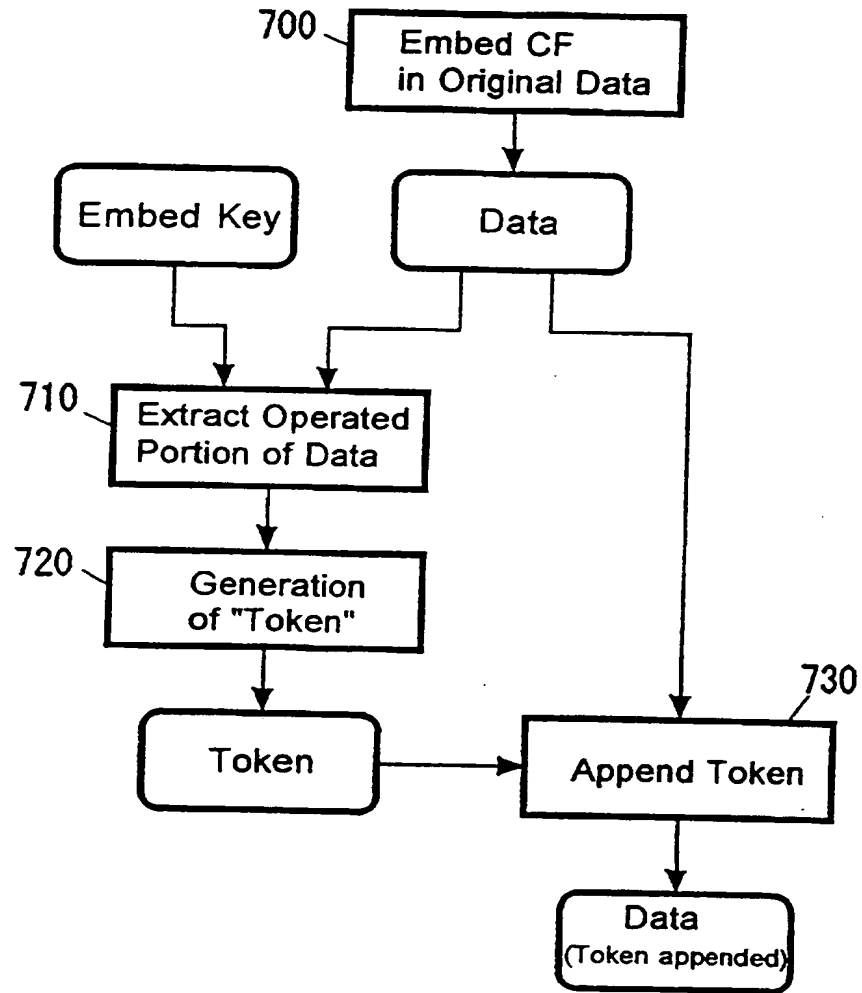 700
Embed CF
in Original Data
Embed Key
Data
710
Extract Operated
Portion of Data
720
Generation
of "Token"
730
Token
Append Token
Data
(Token appended)